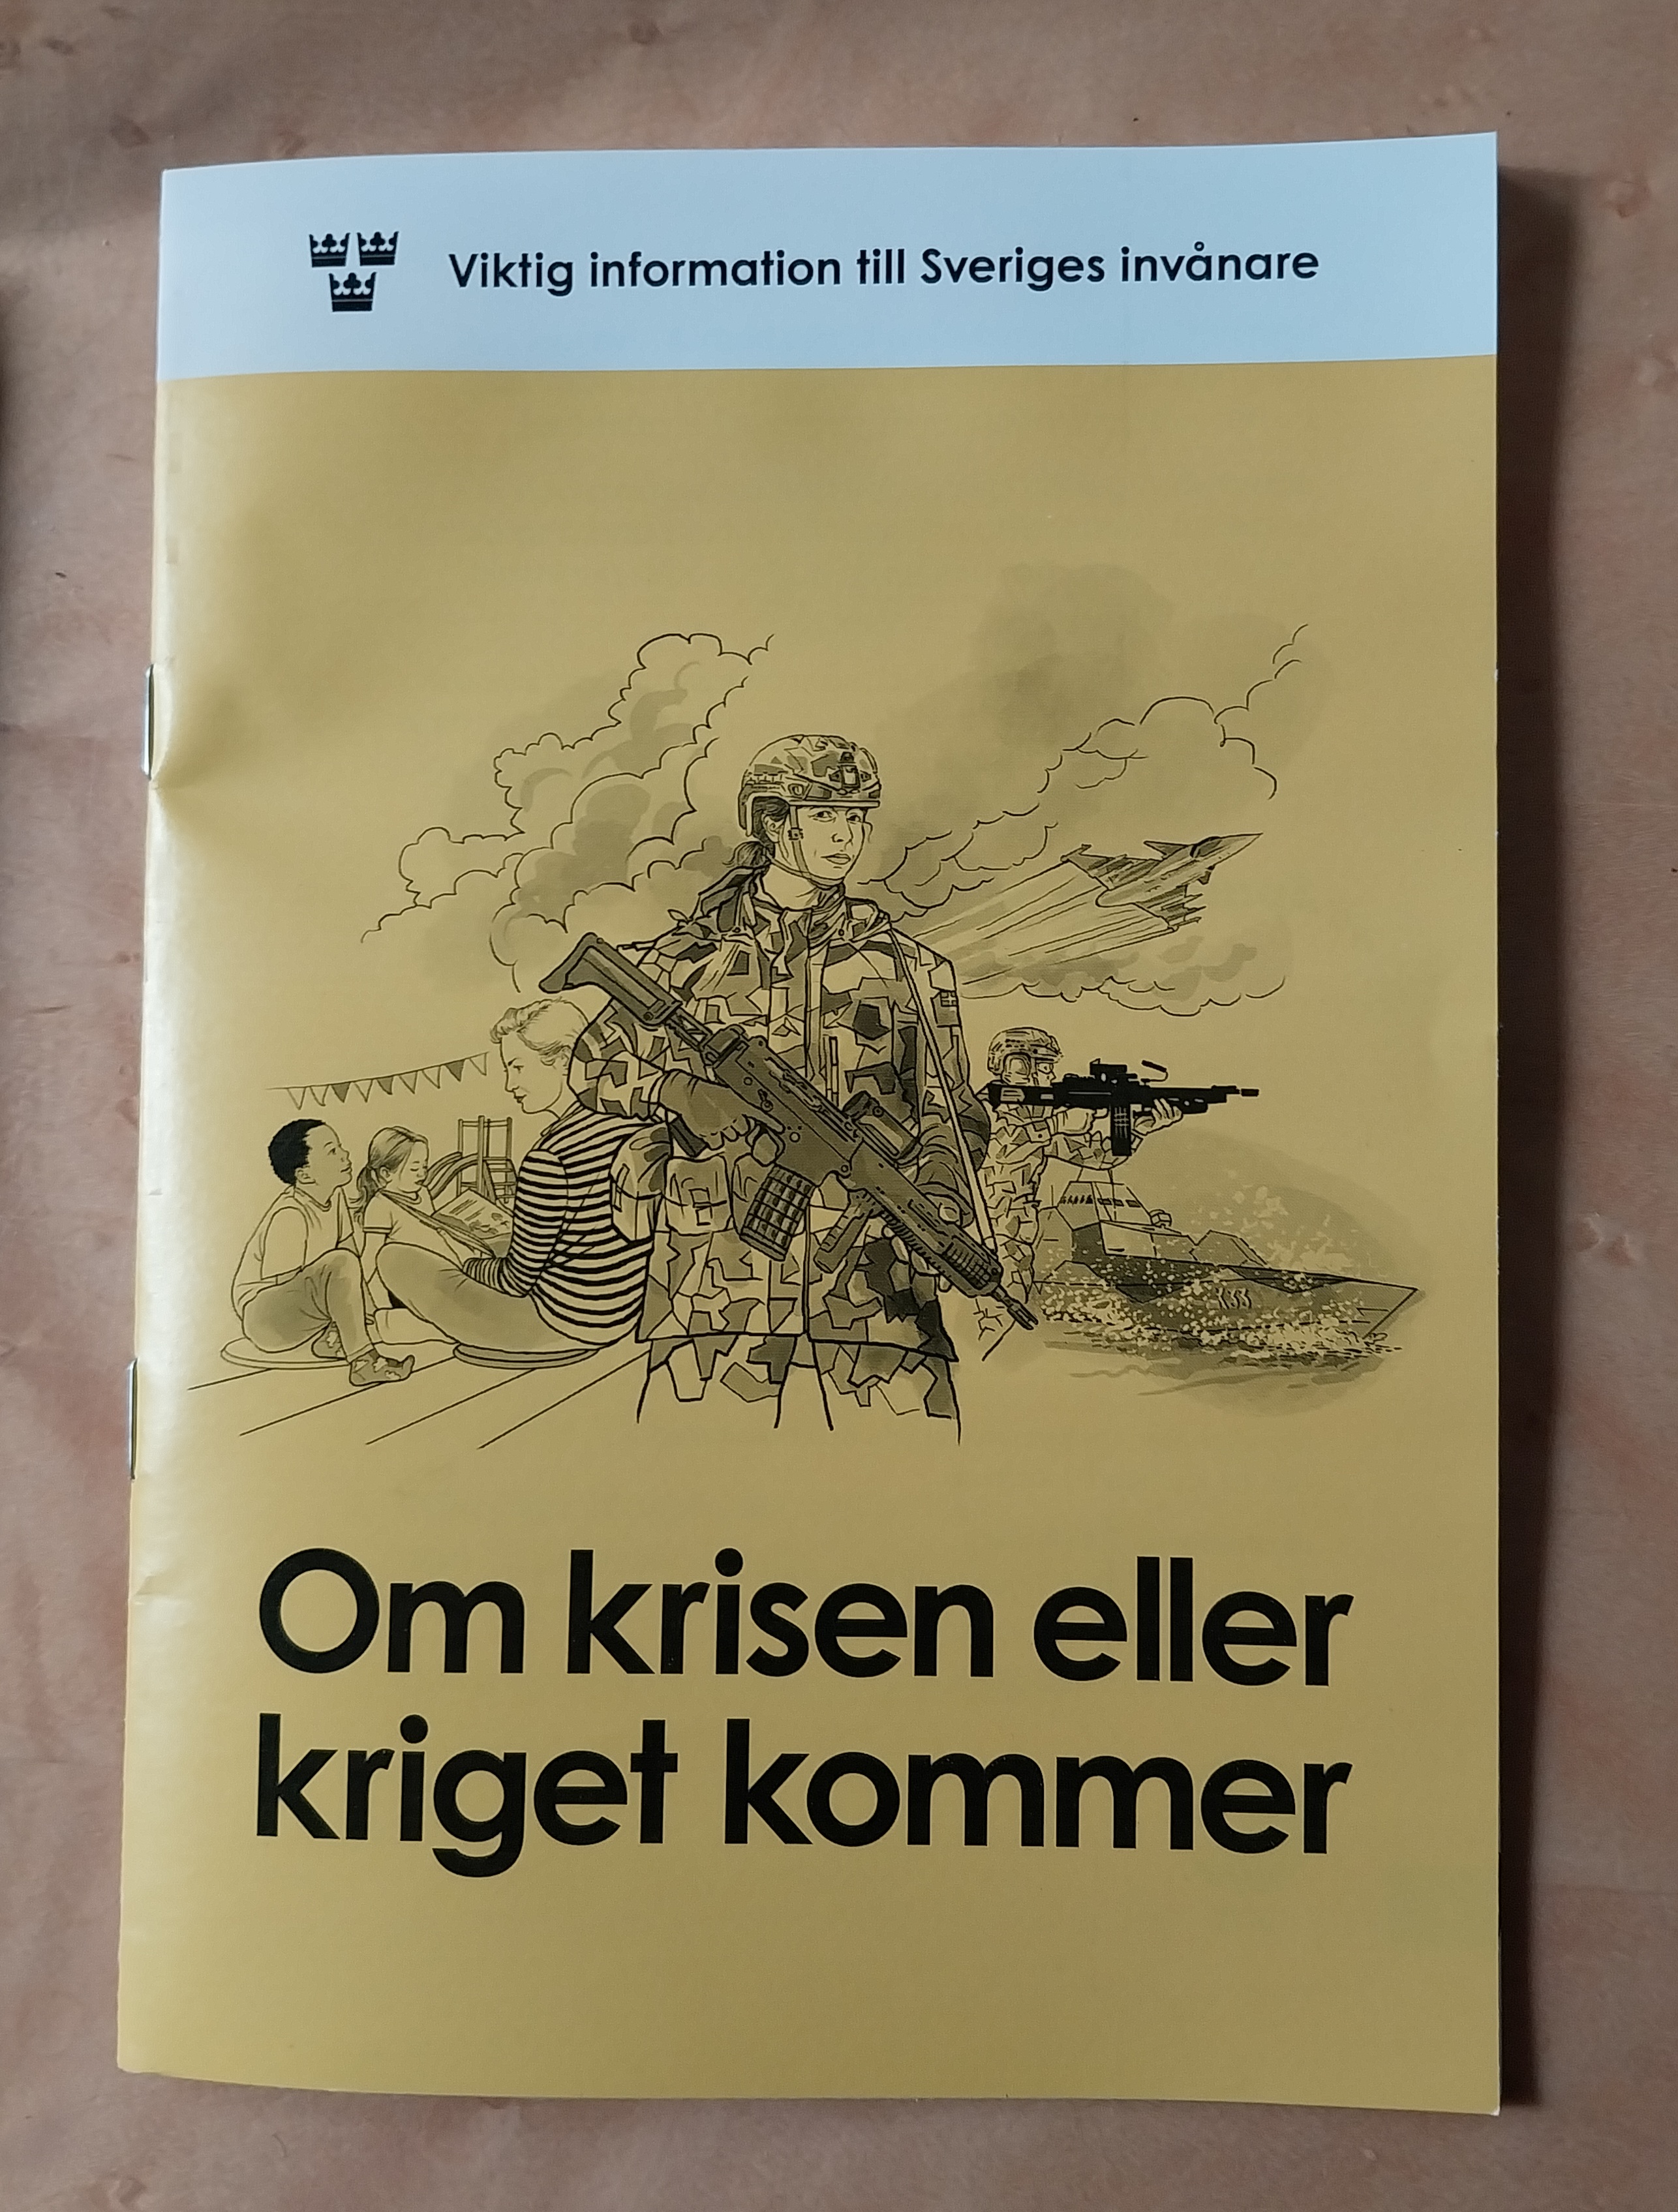 Viktig information till Sveriges invånare
Om krisen eller
kriget kommer